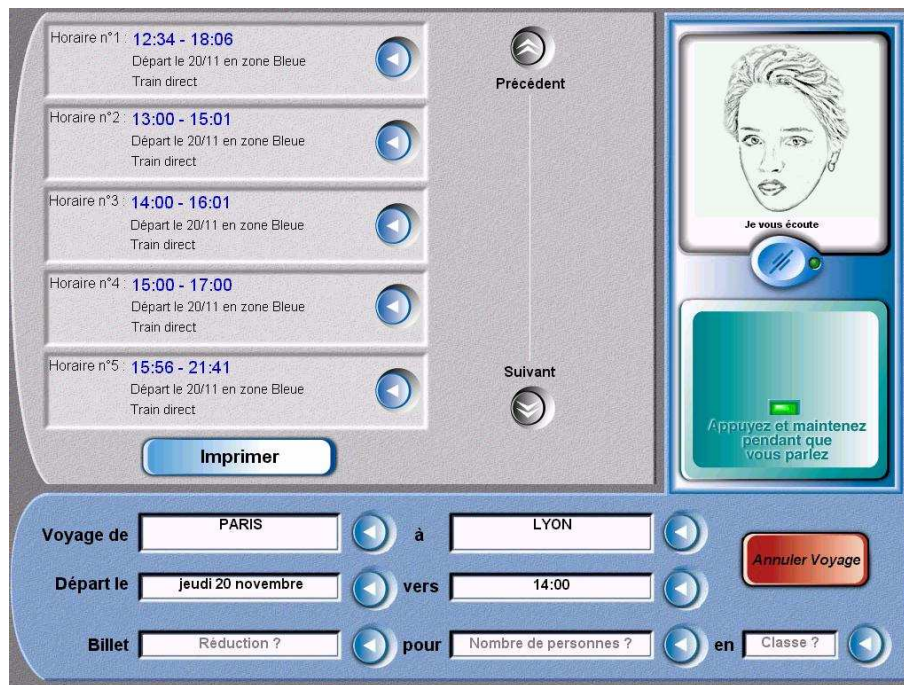 Horaire n°1 : 12:34 - 18:06
Départ le 20/11 en zone Bleue
Train direct
Horaire n°2 : 13:00 - 15:01
Départ le 20/11 en zone Bleue
Train direct
Horaire n°3 : 14:00 - 16:01
Départ le 20/11 en zone Bleue
Train direct
Horaire n°4 : 15:00 - 17:00
Départ le 20/11 en zone Bleue
Train direct
Horaire n°5 : 15:56 - 21:41
Départ le 20/11 en zone Bleue
Train direct
Imprimer
Précédent
Suivant
Je vous écoute
Appuyez et maintenez
pendant que
vous parlez
Voyage de PARIS à LYON
Départ le jeudi 20 novembre vers 14:00
Annuler Voyage
Billet Réduction ? pour Nombre de personnes ? en Classe ?